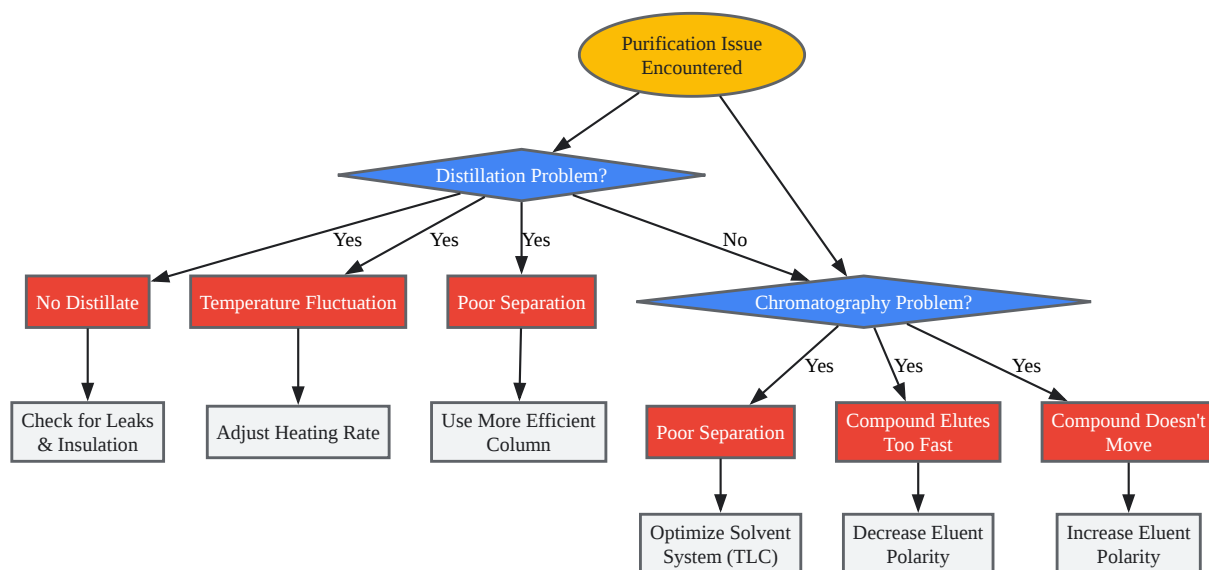 Purification Issue
Encountered
Distillation Problem?
Yes
Yes
Yes
No
No Distillate
Temperature Fluctuation
Poor Separation
Chromatography Problem?
Yes
Yes
Yes
Check for Leaks
& Insulation
Adjust Heating Rate
Use More Efficient
Column
Poor Separation
Compound Elutes
Too Fast
Compound Doesn't
Move
Optimize Solvent
System (TLC)
Decrease Eluent
Polarity
Increase Eluent
Polarity